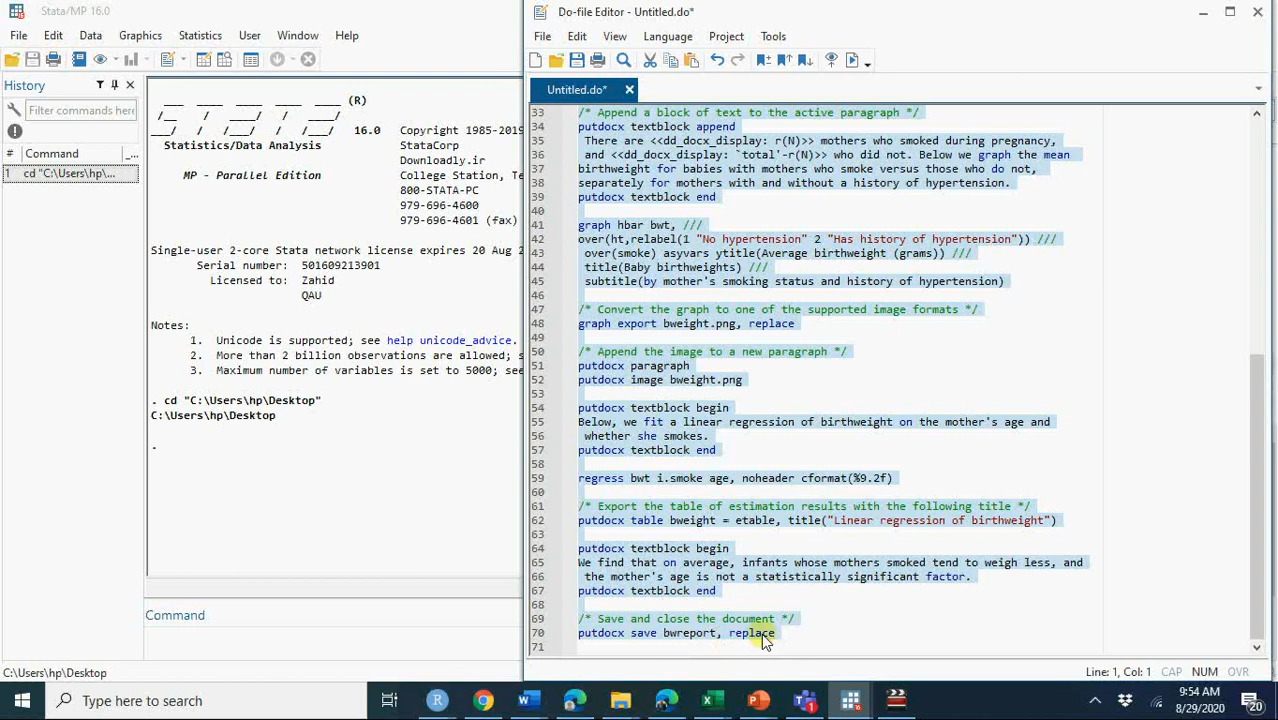 Stata/MP 16.0
File Edit Data Graphics Statistics User Window Help
History
Filter commands here
# Command
1 cd "C:\Users\hp\...
(R)
16.0 Copyright 1985-2019
Statistics/Data Analysis StataCorp
Downloadly.ir
MP - Parallel Edition College Station, Te
800-STATA-PC
979-696-4600
979-696-4601 (fax)
Single-user 2-core Stata network license expires 20 Aug 2
Serial number: 501609213901
Licensed to: Zahid
QAU
Notes:
1. Unicode is supported; see help unicode_advice.
2. More than 2 billion observations are allowed; s
3. Maximum number of variables is set to 5000; see
. cd "C:\Users\hp\Desktop"
C:\Users\hp\Desktop
.
Command
C:\Users\hp\Desktop
Do-file Editor - Untitled.do*
File Edit View Language Project Tools
Untitled.do*
33 /* Append a block of text to the active paragraph */
34 putdocx textblock append
35 There are <<dd_docx_display: r(N)>> mothers who smoked during pregnancy,
36 and <<dd_docx_display: `total'-r(N)>> who did not. Below we graph the mean
37 birthweight for babies with mothers who smoke versus those who do not,
38 separately for mothers with and without a history of hypertension.
39 putdocx textblock end
40
41 graph hbar bwt, ///
42 over(ht,relabel(1 "No hypertension" 2 "Has history of hypertension")) ///
43 over(smoke) asyvars ytitle(Average birthweight (grams)) ///
44 title(Baby birthweights) ///
45 subtitle(by mother's smoking status and history of hypertension)
46
47 /* Convert the graph to one of the supported image formats */
48 graph export bweight.png, replace
49
50 /* Append the image to a new paragraph */
51 putdocx paragraph
52 putdocx image bweight.png
53
54 putdocx textblock begin
55 Below, we fit a linear regression of birthweight on the mother's age and
56 whether she smokes.
57 putdocx textblock end
58
59 regress bwt i.smoke age, noheader cformat(%9.2f)
60
61 /* Export the table of estimation results with the following title */
62 putdocx table bweight = etable, title("Linear regression of birthweight")
63
64 putdocx textblock begin
65 We find that on average, infants whose mothers smoked tend to weigh less, and
66 the mother's age is not a statistically significant factor.
67 putdocx textblock end
68
69 /* Save and close the document */
70 putdocx save bwreport, replace
71
Line: 1, Col: 1 CAP NUM OVR
Type here to search
9:54 AM
8/29/2020
20